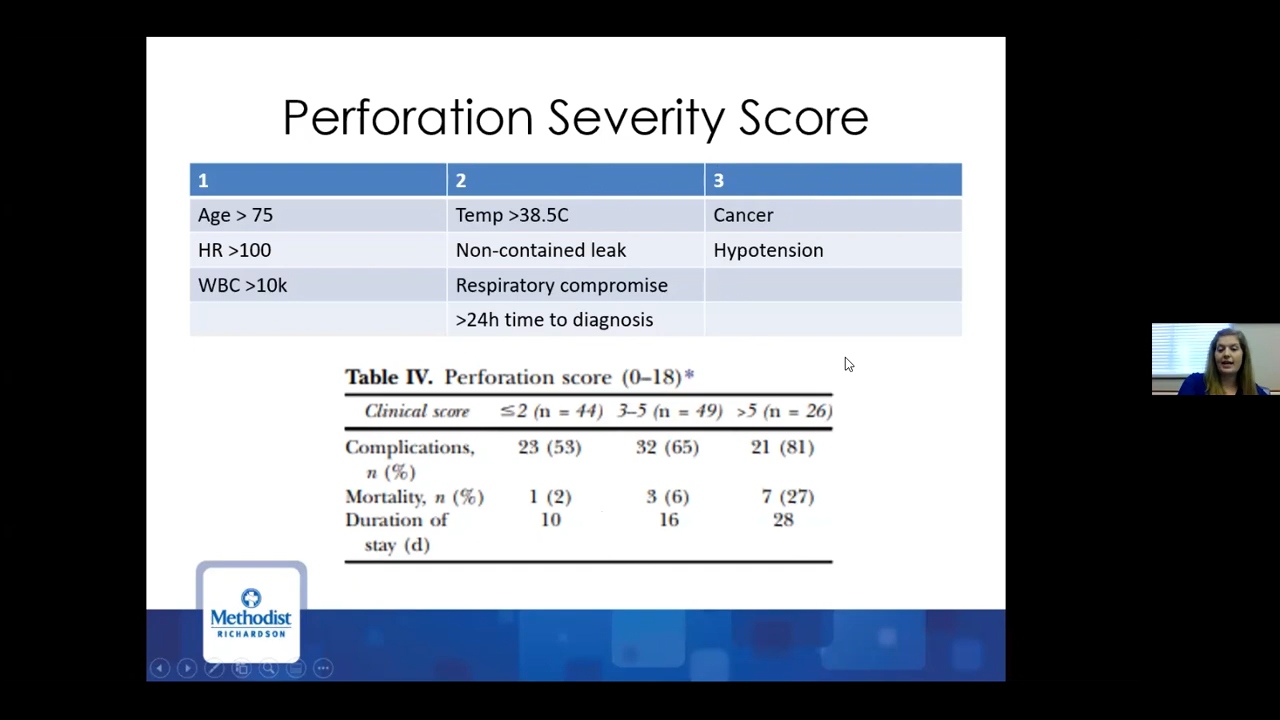 Perforation Severity Score
1 2 3
Age > 75 Temp >38.5C Cancer
HR >100 Non-contained leak Hypotension
WBC >10k Respiratory compromise
>24h time to diagnosis
Table IV. Perforation score (0–18)*
Clinical score ≤2 (n = 44) 3–5 (n = 49) >5 (n = 26)
Complications, 23 (53) 32 (65) 21 (81)
n (%)
Mortality, n (%) 1 (2) 3 (6) 7 (27)
Duration of 10 16 28
stay (d)
Methodist
RICHARDSON